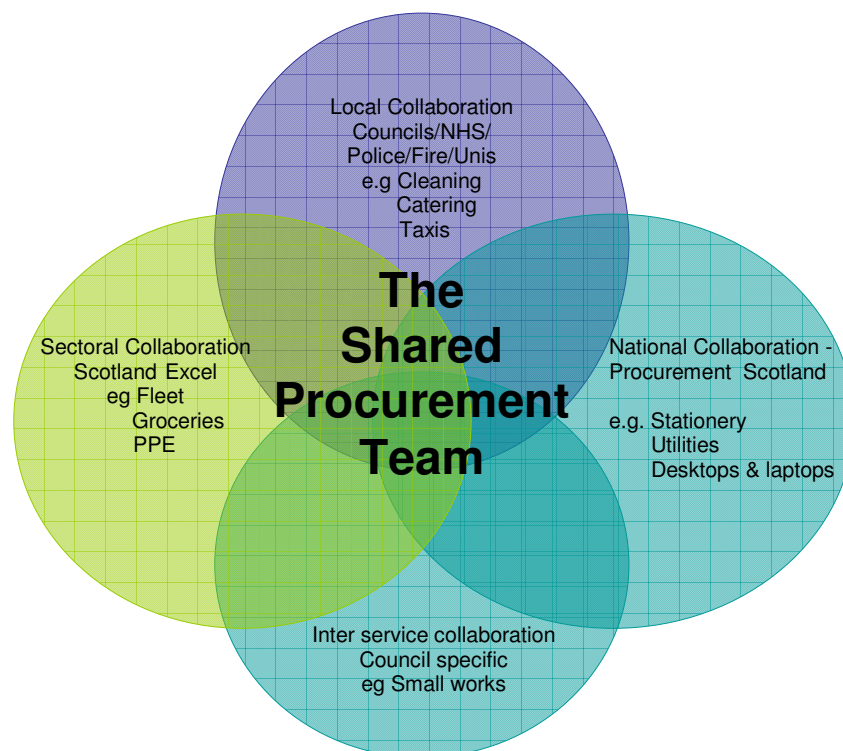 Local Collaboration
Councils/NHS/
Police/Fire/Unis
e.g Cleaning
Catering
Taxis
The
Shared
Procurement
Team
Sectoral Collaboration
Scotland Excel
eg Fleet
Groceries
PPE
National Collaboration -
Procurement Scotland
e.g. Stationery
Utilities
Desktops & laptops
Inter service collaboration
Council specific
eg Small works